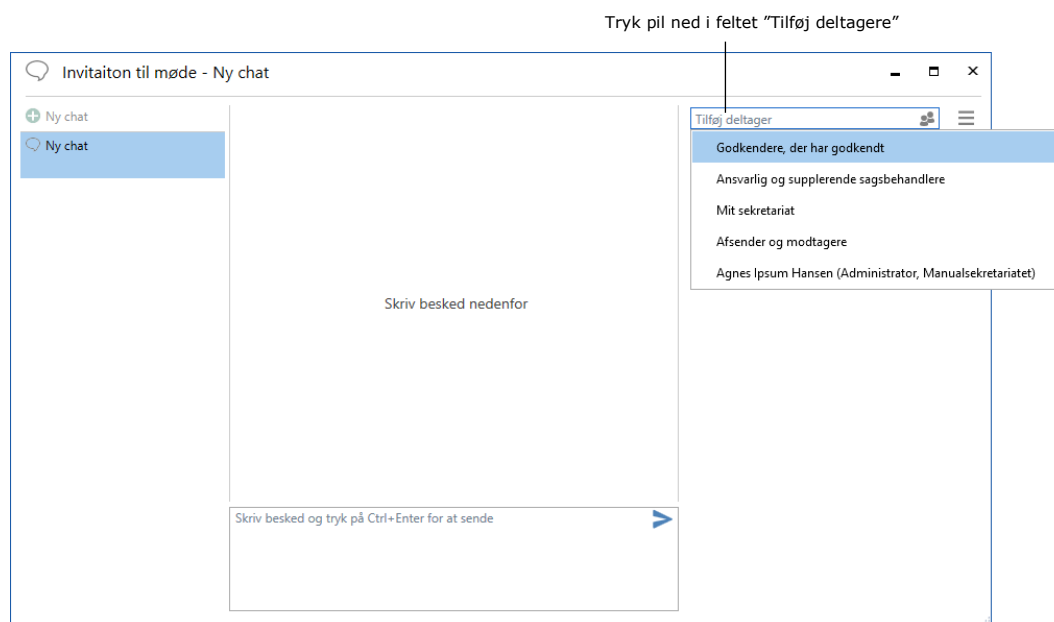 Tryk pil ned i feltet ”Tilføj deltagere”
Invitaiton til møde - Ny chat
Ny chat
Ny chat
Tilføj deltager
Godkendere, der har godkendt
Ansvarlig og supplerende sagsbehandlere
Mit sekretariat
Afsender og modtagere
Agnes Ipsum Hansen (Administrator, Manualsekretariatet)
Skriv besked nedenfor
Skriv besked og tryk på Ctrl+Enter for at sende